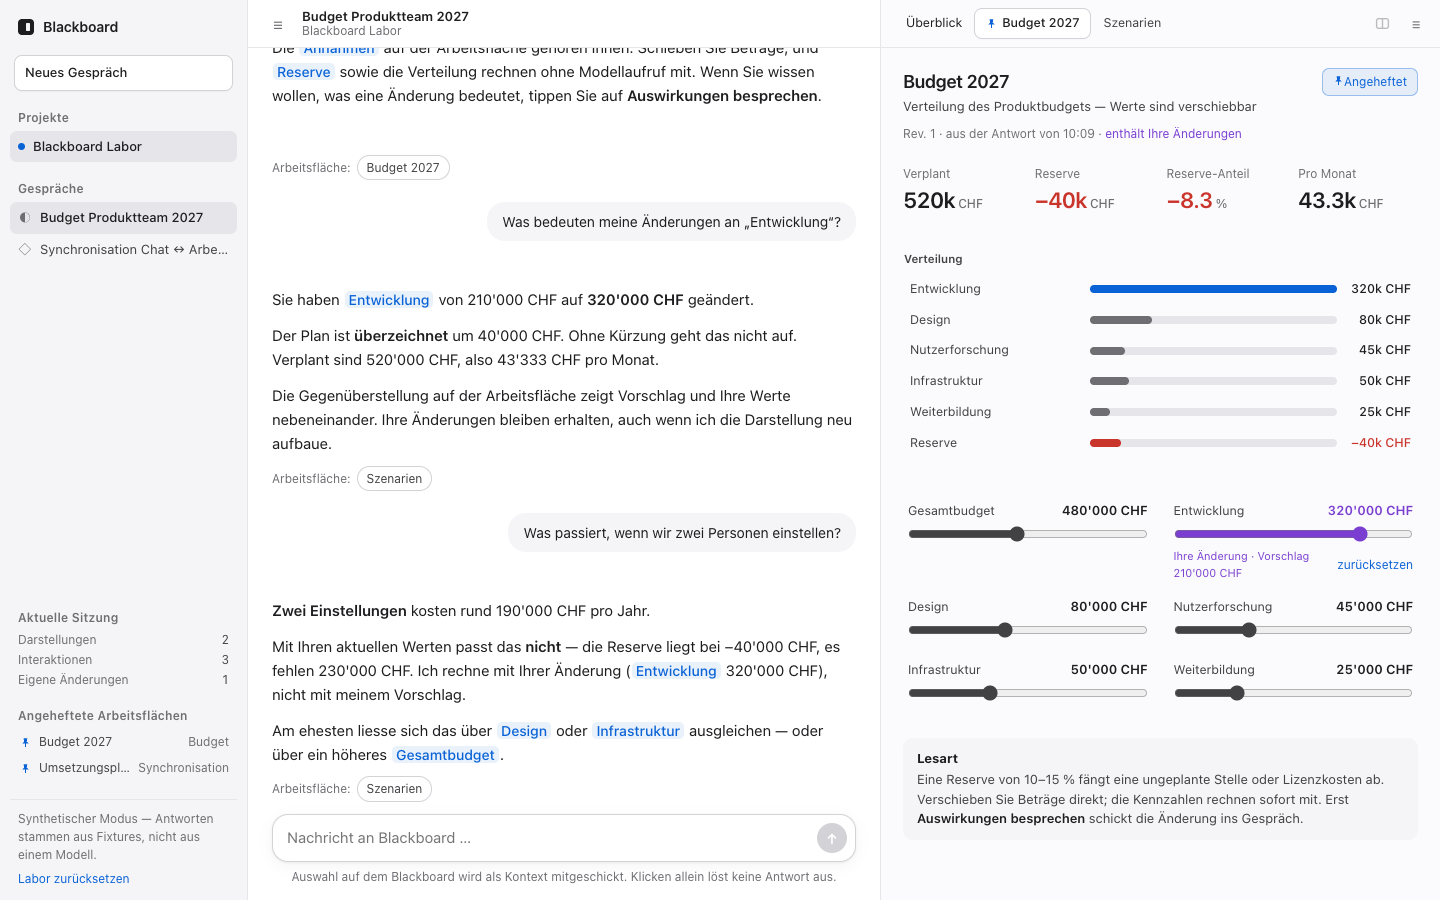 Blackboard
Neues Gespräch
Projekte
Blackboard Labor
Gespräche
Budget Produktteam 2027
Synchronisation Chat ↔ Arbe...
Aktuelle Sitzung
Darstellungen 2
Interaktionen 3
Eigene Änderungen 1
Angeheftete Arbeitsflächen
Budget 2027 Budget
Umsetzungspl... Synchronisation
Synthetischer Modus — Antworten
stammen aus Fixtures, nicht aus
einem Modell.
Labor zurücksetzen
Budget Produktteam 2027
Blackboard Labor
Die Annahmen auf der Arbeitsfläche gehören Ihnen. Schieben Sie Beträge, und
Reserve sowie die Verteilung rechnen ohne Modellaufruf mit. Wenn Sie wissen
wollen, was eine Änderung bedeutet, tippen Sie auf Auswirkungen besprechen.
Arbeitsfläche: Budget 2027
Was bedeuten meine Änderungen an „Entwicklung“?
Sie haben Entwicklung von 210'000 CHF auf 320'000 CHF geändert.
Der Plan ist überzeichnet um 40'000 CHF. Ohne Kürzung geht das nicht auf.
Verplant sind 520'000 CHF, also 43'333 CHF pro Monat.
Die Gegenüberstellung auf der Arbeitsfläche zeigt Vorschlag und Ihre Werte
nebeneinander. Ihre Änderungen bleiben erhalten, auch wenn ich die Darstellung neu
aufbaue.
Arbeitsfläche: Szenarien
Was passiert, wenn wir zwei Personen einstellen?
Zwei Einstellungen kosten rund 190'000 CHF pro Jahr.
Mit Ihren aktuellen Werten passt das nicht — die Reserve liegt bei −40'000 CHF, es
fehlen 230'000 CHF. Ich rechne mit Ihrer Änderung (Entwicklung 320'000 CHF),
nicht mit meinem Vorschlag.
Am ehesten liesse sich das über Design oder Infrastruktur ausgleichen — oder
über ein höheres Gesamtbudget.
Arbeitsfläche: Szenarien
Nachricht an Blackboard ...
Auswahl auf dem Blackboard wird als Kontext mitgeschickt. Klicken allein löst keine Antwort aus.
Überblick Budget 2027 Szenarien
Budget 2027
Angeheftet
Verteilung des Produktbudgets — Werte sind verschiebbar
Rev. 1 · aus der Antwort von 10:09 · enthält Ihre Änderungen
Verplant Reserve Reserve-Anteil Pro Monat
520k CHF −40k CHF −8.3 % 43.3k CHF
Verteilung
Entwicklung 320k CHF
Design 80k CHF
Nutzerforschung 45k CHF
Infrastruktur 50k CHF
Weiterbildung 25k CHF
Reserve −40k CHF
Gesamtbudget 480'000 CHF
Entwicklung 320'000 CHF
Ihre Änderung · Vorschlag
210'000 CHF
zurücksetzen
Design 80'000 CHF
Nutzerforschung 45'000 CHF
Infrastruktur 50'000 CHF
Weiterbildung 25'000 CHF
Lesart
Eine Reserve von 10–15 % fängt eine ungeplante Stelle oder Lizenzkosten ab.
Verschieben Sie Beträge direkt; die Kennzahlen rechnen sofort mit. Erst
Auswirkungen besprechen schickt die Änderung ins Gespräch.